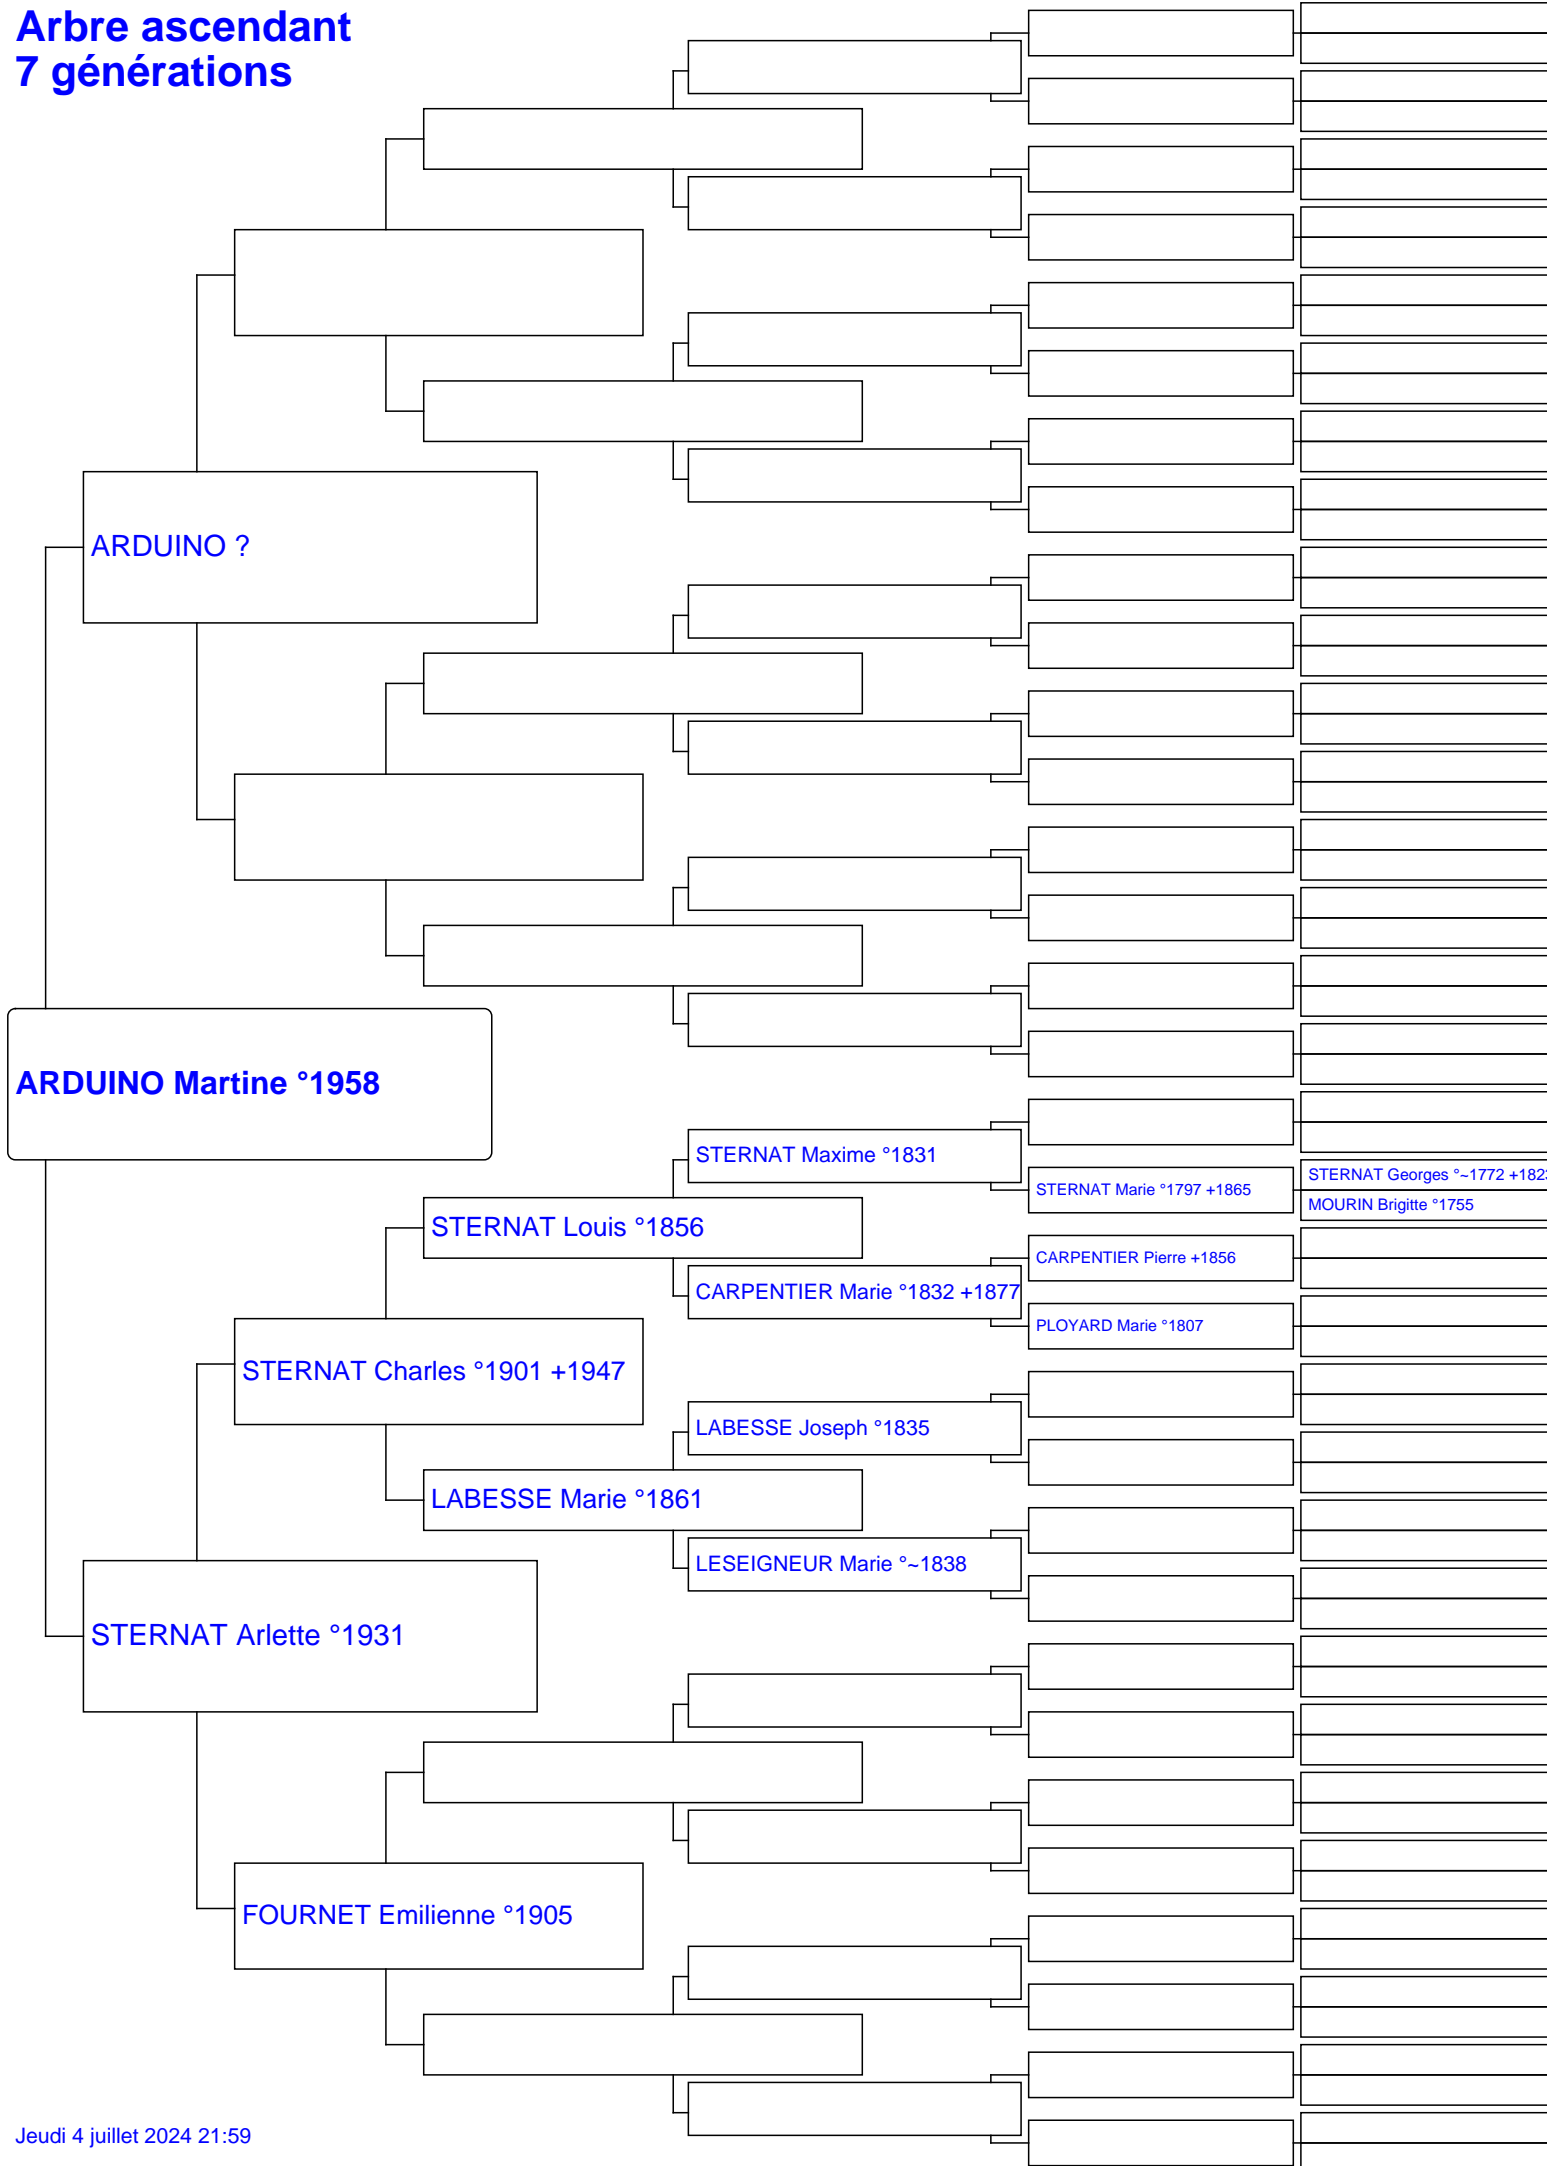 Arbre ascendant
7 générations
ARDUINO ?
ARDUINO Martine °1958
STERNAT Maxime °1831
STERNAT Marie °1797 +1865
STERNAT Georges °~1772 +1823
MOURIN Brigitte °1755
STERNAT Louis °1856
CARPENTIER Pierre +1856
CARPENTIER Marie °1832 +1877
PLOYARD Marie °1807
STERNAT Charles °1901 +1947
LABESSE Joseph °1835
LABESSE Marie °1861
LESEIGNEUR Marie °~1838
STERNAT Arlette °1931
FOURNET Emilienne °1905
Jeudi 4 juillet 2024 21:59